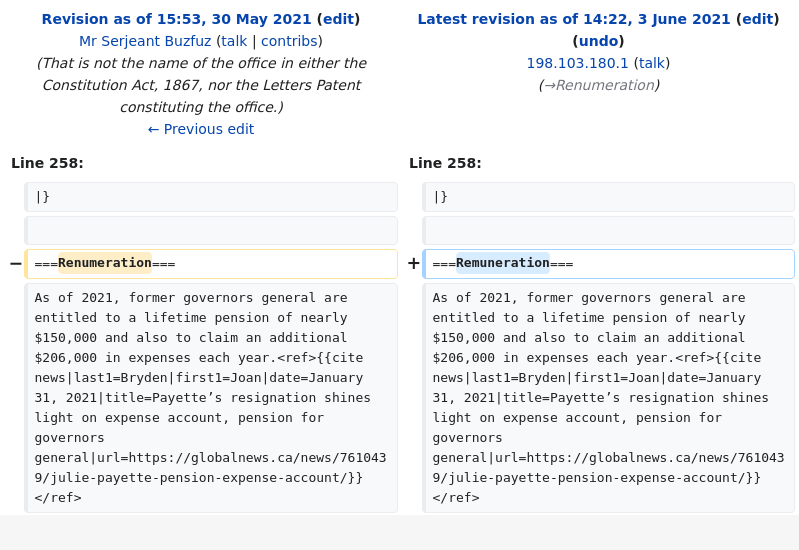 Revision as of 15:53, 30 May 2021 (edit)
Mr Serjeant Buzfuz (talk | contribs)
(That is not the name of the office in either the
Constitution Act, 1867, nor the Letters Patent
constituting the office.)
← Previous edit
Latest revision as of 14:22, 3 June 2021 (edit)
(undo)
198.103.180.1 (talk)
(→Renumeration)
Line 258:
|}
− ===Renumeration===
As of 2021, former governors general are
entitled to a lifetime pension of nearly
$150,000 and also to claim an additional
$206,000 in expenses each year.<ref>{{cite
news|last1=Bryden|first1=Joan|date=January
31, 2021|title=Payette’s resignation shines
light on expense account, pension for
governors
general|url=https://globalnews.ca/news/761043
9/julie-payette-pension-expense-account/}}
</ref>
Line 258:
|}
+ ===Remuneration===
As of 2021, former governors general are
entitled to a lifetime pension of nearly
$150,000 and also to claim an additional
$206,000 in expenses each year.<ref>{{cite
news|last1=Bryden|first1=Joan|date=January
31, 2021|title=Payette’s resignation shines
light on expense account, pension for
governors
general|url=https://globalnews.ca/news/761043
9/julie-payette-pension-expense-account/}}
</ref>